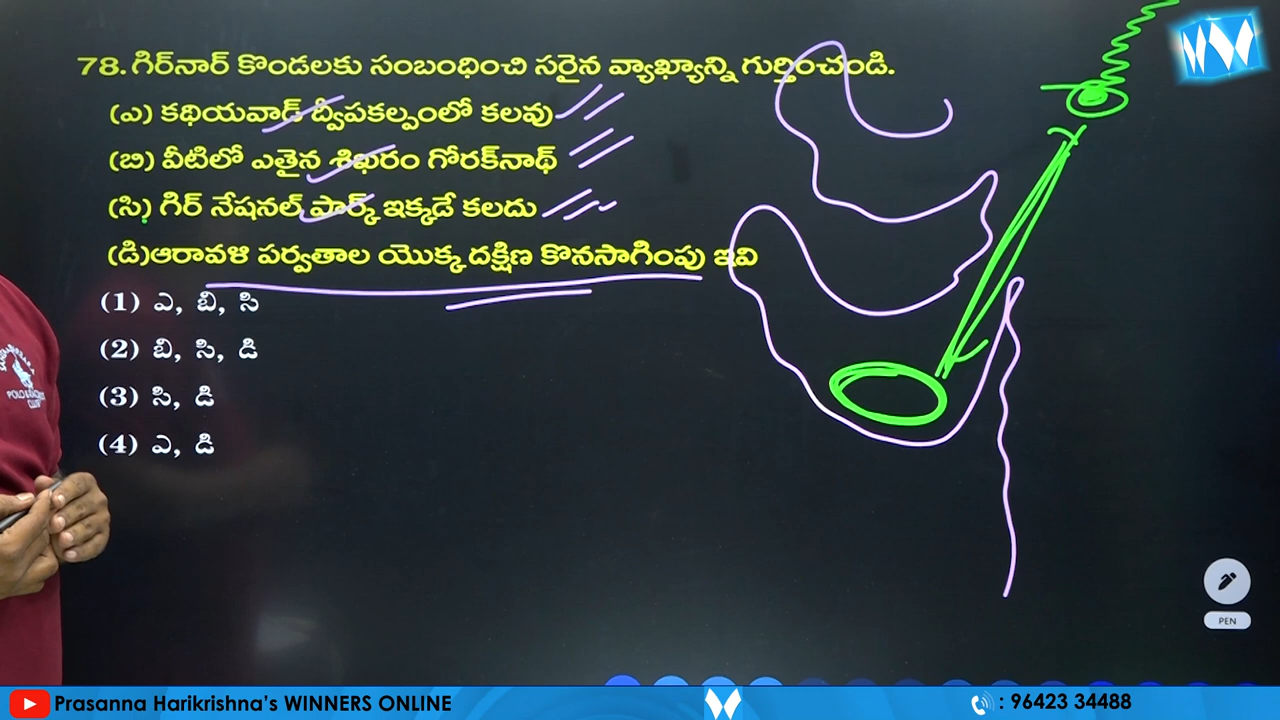 78. గిర్‌నార్ కొండలకు సంబంధించి సరైన వ్యాఖ్యాన్ని గుర్తించండి.
(ఎ) కథియవాడ్ ద్వీపకల్పంలో కలవు
(బి) వీటిలో ఎతైన శిఖరం గోరక్‌నాథ్
(సి) గిర్ నేషనల్ పార్క్ ఇక్కడే కలదు
(డి)ఆరావళి పర్వతాల యొక్క దక్షిణ కొనసాగింపు ఇవి
(1) ఎ, బి, సి
(2) బి, సి, డి
(3) సి, డి
(4) ఎ, డి
PEN
Prasanna Harikrishna's WINNERS ONLINE
: 96423 34488